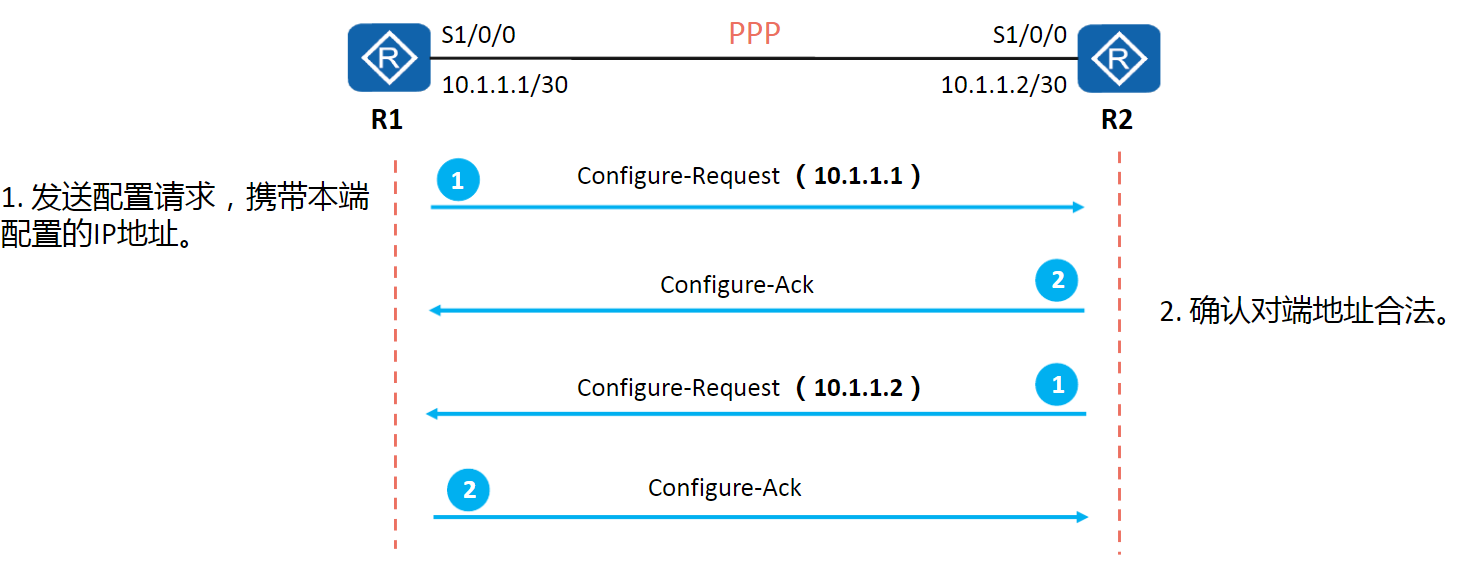 S1/0/0
PPP
S1/0/0
R
R
10.1.1.1/30
10.1.1.2/30
R1
R2
1
Configure-Request（10.1.1.1）
1. 发送配置请求，携带本端
配置的IP地址。
Configure-Ack
2
2. 确认对端地址合法。
Configure-Request（10.1.1.2）
1
2
Configure-Ack